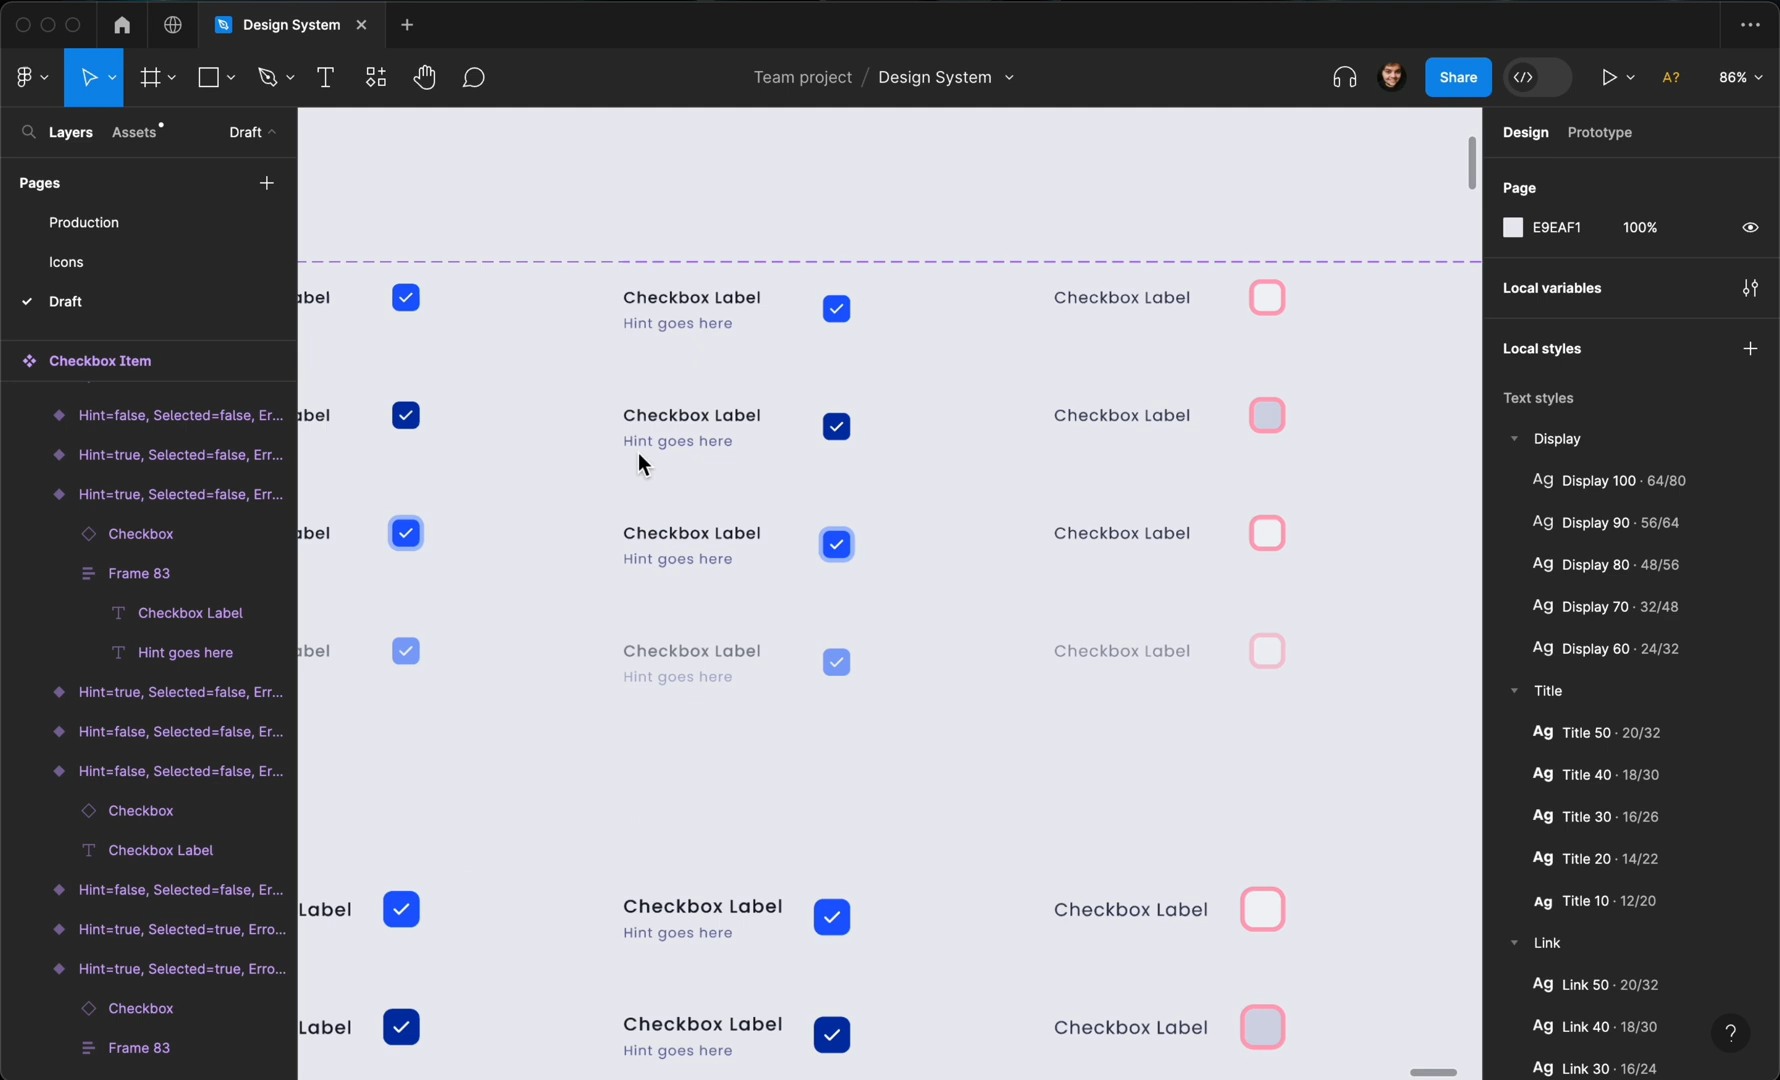 Design System
Team project / Design System
Share
A?
86%
Layers
Assets
Draft
Pages
Production
Icons
Draft
Checkbox Item
Hint=false, Selected=false, Er...
Hint=true, Selected=false, Err...
Hint=true, Selected=false, Err...
Checkbox
Frame 83
Checkbox Label
Hint goes here
Hint=true, Selected=false, Err...
Hint=false, Selected=false, Er...
Hint=false, Selected=false, Er...
Checkbox
Checkbox Label
Hint=false, Selected=false, Er...
Hint=true, Selected=true, Erro...
Hint=true, Selected=true, Erro...
Checkbox
Frame 83
abel
Checkbox Label
Hint goes here
Checkbox Label
abel
Checkbox Label
Hint goes here
Checkbox Label
abel
Checkbox Label
Hint goes here
Checkbox Label
abel
Checkbox Label
Hint goes here
Checkbox Label
Label
Checkbox Label
Hint goes here
Checkbox Label
Label
Checkbox Label
Hint goes here
Checkbox Label
Design
Prototype
Page
E9EAF1
100%
Local variables
Local styles
Text styles
Display
Ag Display 100 · 64/80
Ag Display 90 · 56/64
Ag Display 80 · 48/56
Ag Display 70 · 32/48
Ag Display 60 · 24/32
Title
Ag Title 50 · 20/32
Ag Title 40 · 18/30
Ag Title 30 · 16/26
Ag Title 20 · 14/22
Ag Title 10 · 12/20
Link
Ag Link 50 · 20/32
Ag Link 40 · 18/30
Ag Link 30 · 16/24
?